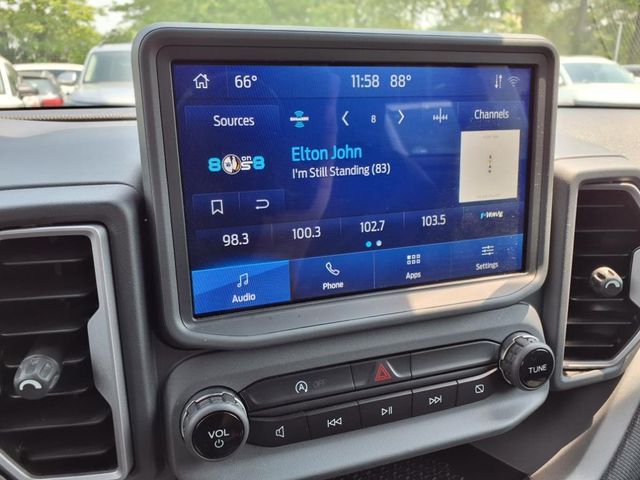 66° 11:58 88°
Sources 8 Channels
80s on 8
Elton John
I'm Still Standing (83)
98.3 100.3 102.7 103.5
Audio Phone Apps Settings
OFF
VOL TUNE